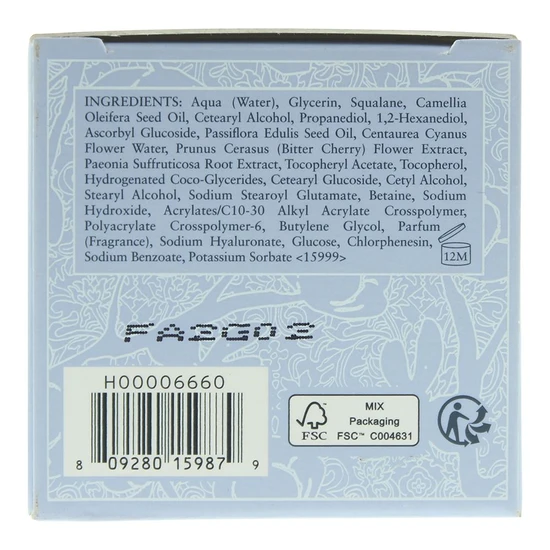 INGREDIENTS: Aqua (Water), Glycerin, Squalane, Camellia
Oleifera Seed Oil, Cetearyl Alcohol, Propanediol, 1,2-Hexanediol,
Ascorbyl Glucoside, Passiflora Edulis Seed Oil, Centaurea Cyanus
Flower Water, Prunus Cerasus (Bitter Cherry) Flower Extract,
Paeonia Suffruticosa Root Extract, Tocopheryl Acetate, Tocopherol,
Hydrogenated Coco-Glycerides, Cetearyl Glucoside, Cetyl Alcohol,
Stearyl Alcohol, Sodium Stearoyl Glutamate, Betaine, Sodium
Hydroxide, Acrylates/C10-30 Alkyl Acrylate Crosspolymer,
Polyacrylate Crosspolymer-6, Butylene Glycol, Parfum
(Fragrance), Sodium Hyaluronate, Glucose, Chlorphenesin,
Sodium Benzoate, Potassium Sorbate <15999>
12M
FA2G02
H00006660
8 09280 15987 9
FSC
MIX
Packaging
FSC™ C004631